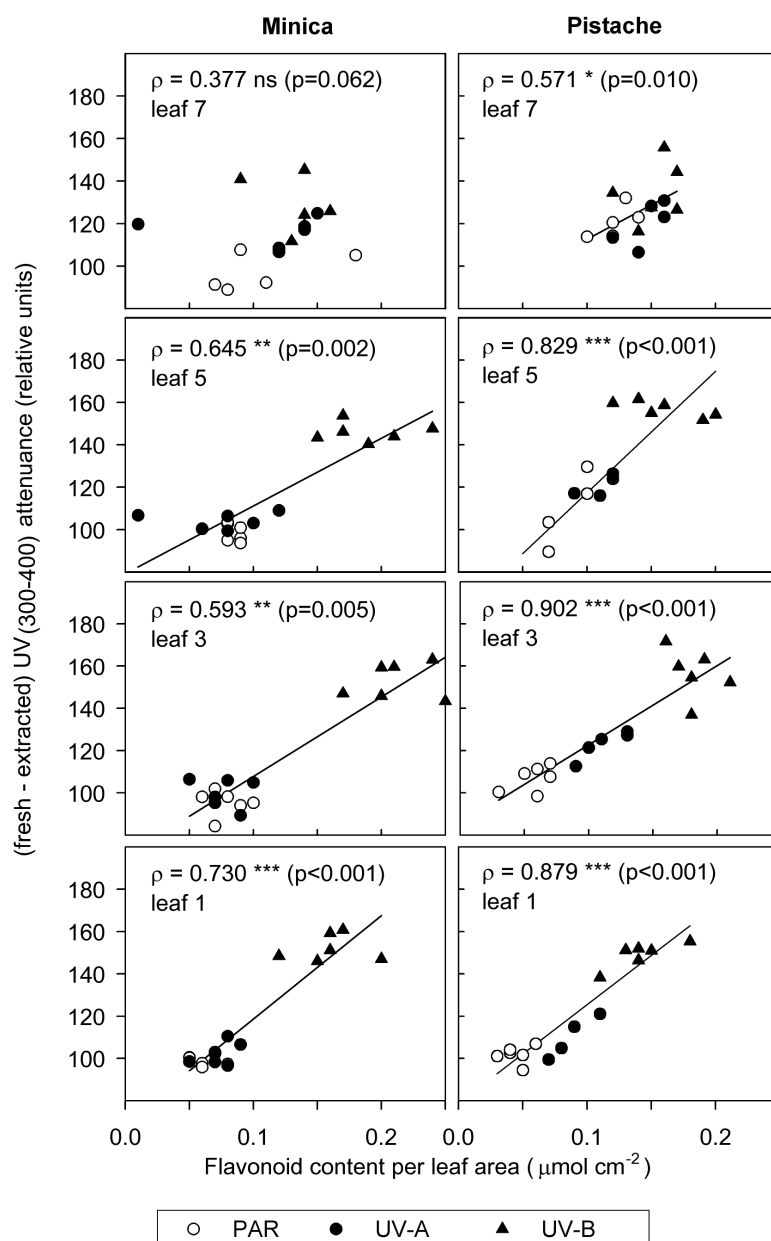 Minica Pistache
ρ = 0.377 ns (p=0.062)
leaf 7
ρ = 0.571 * (p=0.010)
leaf 7
180
160
140
120
100
ρ = 0.645 ** (p=0.002)
leaf 5
ρ = 0.829 *** (p<0.001)
leaf 5
180
160
140
120
100
ρ = 0.593 ** (p=0.005)
leaf 3
ρ = 0.902 *** (p<0.001)
leaf 3
180
160
140
120
100
ρ = 0.730 *** (p<0.001)
leaf 1
ρ = 0.879 *** (p<0.001)
leaf 1
180
160
140
120
100
(fresh - extracted) UV(300-400) attenuance (relative units)
0.0 0.1 0.2 0.0 0.1 0.2
Flavonoid content per leaf area ( μmol cm-2)
PAR UV-A UV-B